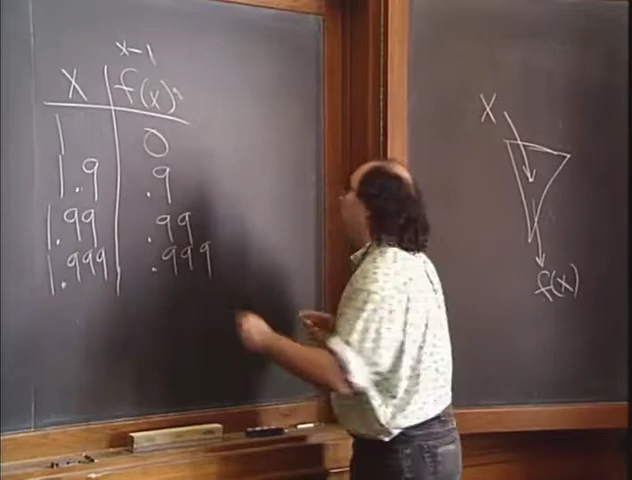 x-1
x f(x)
1 0
1.9 .9
1.99 .99
1.999 .999
x
f(x)